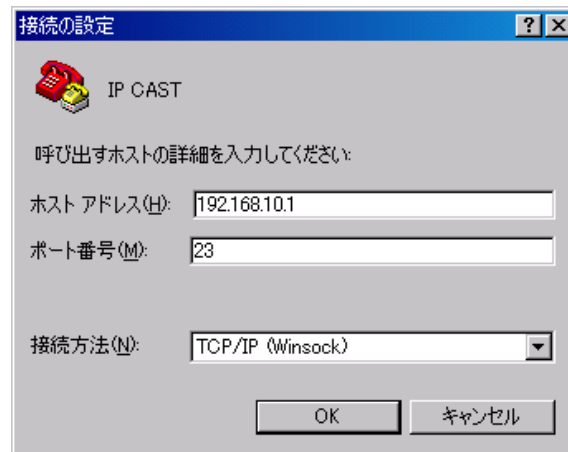 接続の設定
IP CAST
呼び出すホストの詳細を入力してください:
ホスト アドレス(H): 192.168.10.1
ポート番号(M): 23
接続方法(N): TCP/IP (Winsock)
OK キャンセル